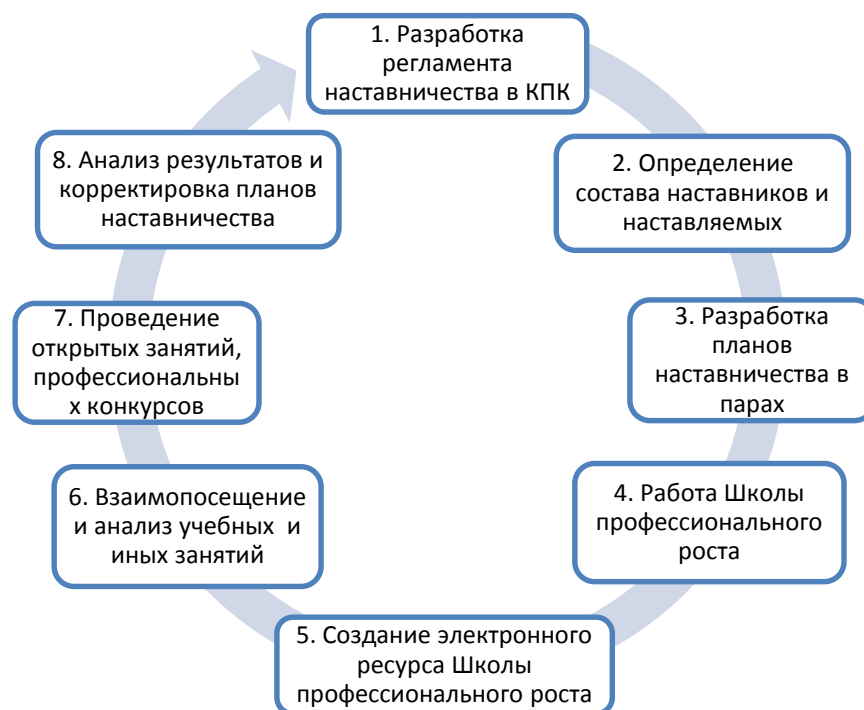 1. Разработка
регламента
наставничества в КПК
2. Определение
состава наставников и
наставляемых
3. Разработка
планов
наставничества в
парах
4. Работа Школы
профессионального
роста
5. Создание электронного
ресурса Школы
профессионального роста
6. Взаимопосещение
и анализ учебных и
иных занятий
7. Проведение
открытых занятий,
профессиональны
х конкурсов
8. Анализ результатов и
корректировка планов
наставничества